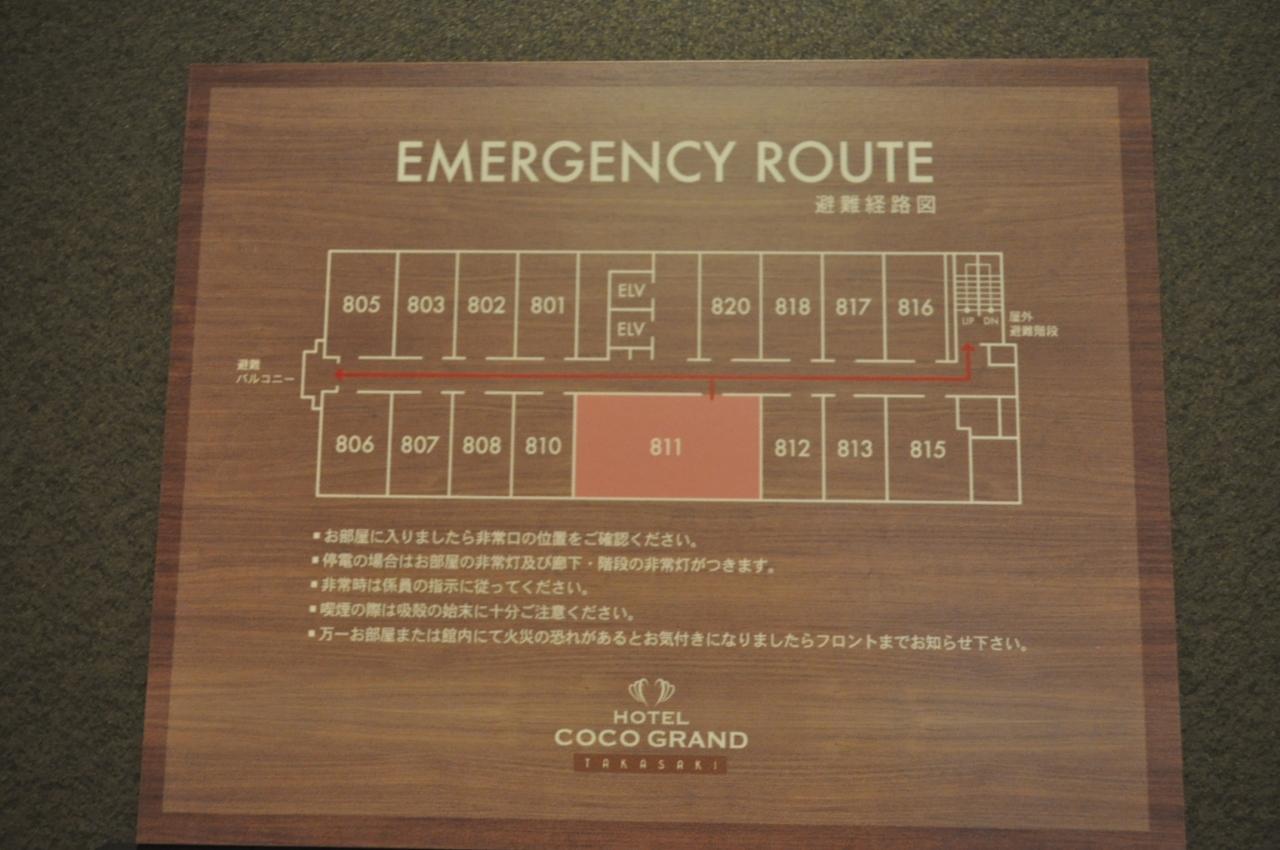 EMERGENCY ROUTE
避難経路図
805 803 802 801 ELV 820 818 817 816
ELV
UP DN
屋外
避難階段
避難
バルコニー
806 807 808 810 811 812 813 815
■お部屋に入りましたら非常口の位置をご確認ください。
■停電の場合はお部屋の非常灯及び廊下・階段の非常灯がつきます。
■非常時は係員の指示に従ってください。
■喫煙の際は吸殻の始末に十分ご注意ください。
■万一お部屋または館内にて火災の恐れがあるとお気付きになりましたらフロントまでお知らせ下さい。
HOTEL
COCO GRAND
TAKASAKI